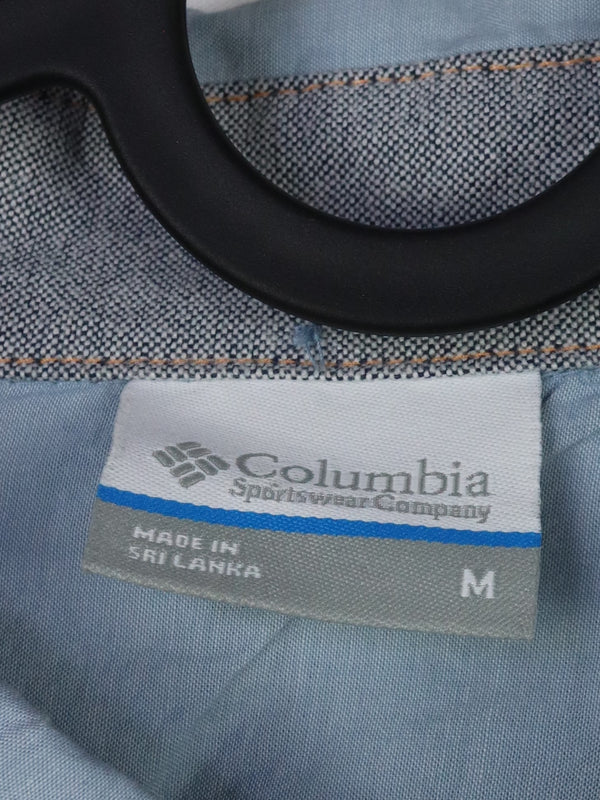 Columbia
Sportswear Company
MADE IN
SRI LANKA
M